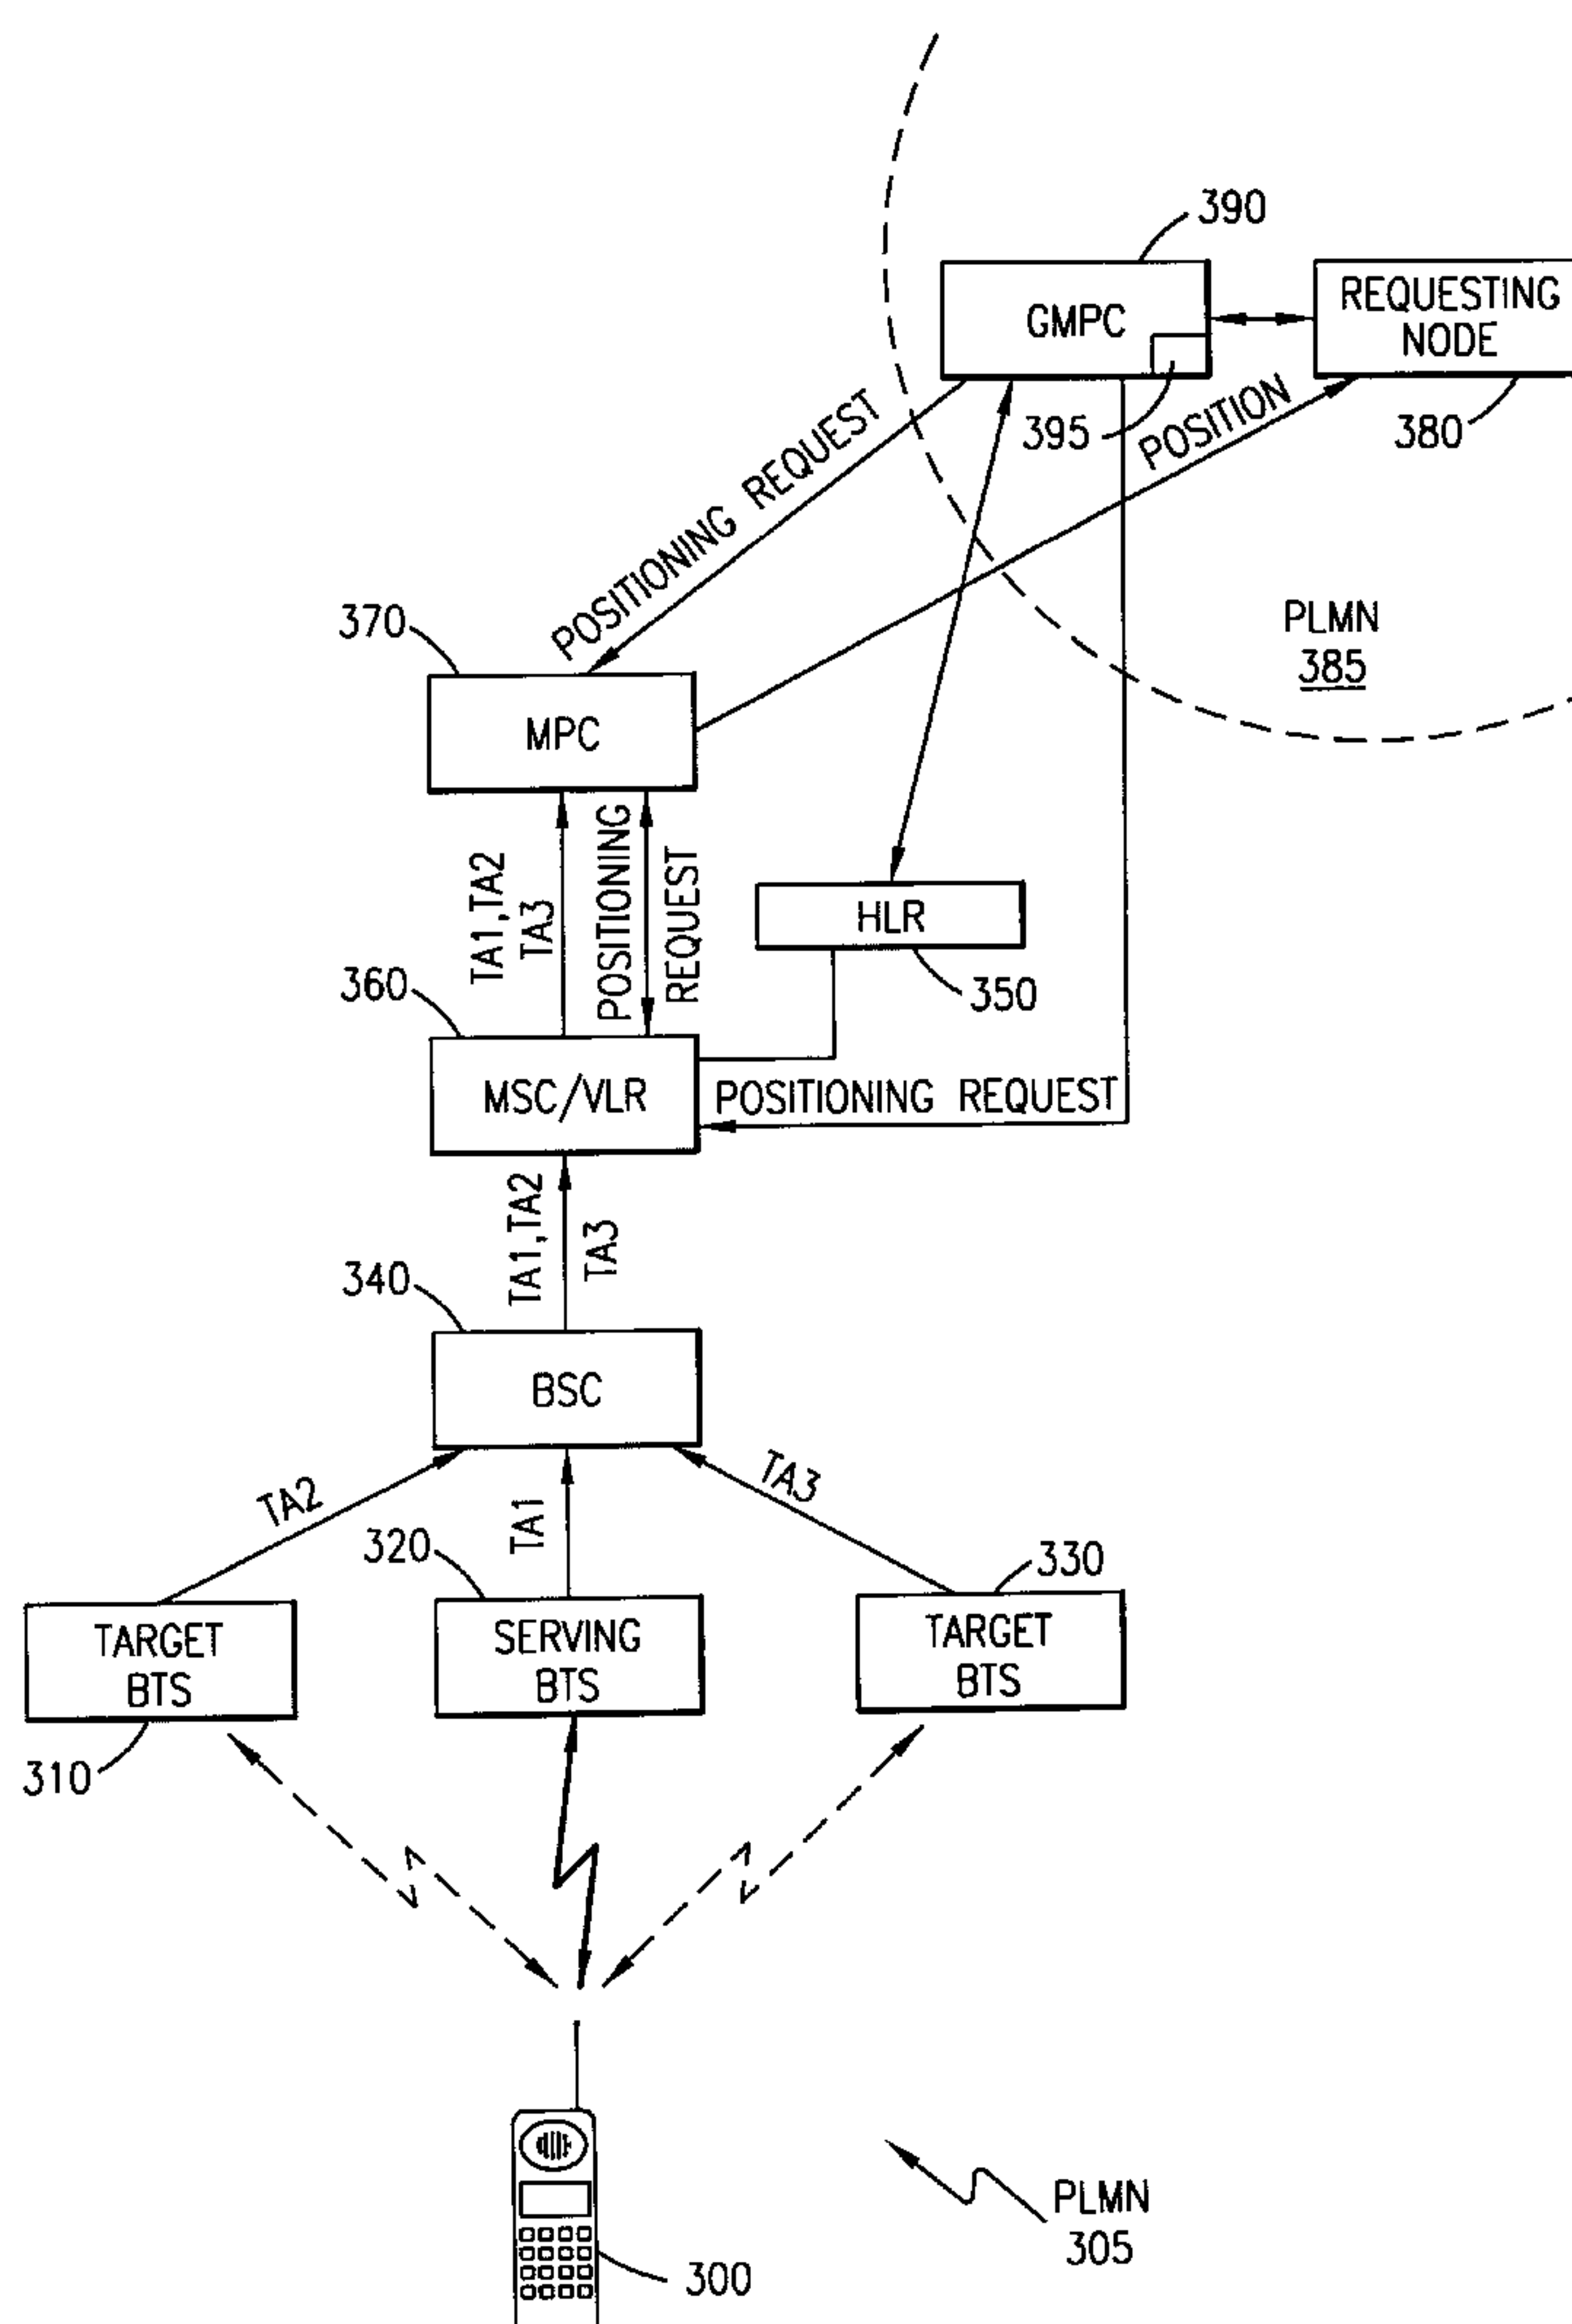 390
GMPC
REQUESTING
NODE
395
380
POSITIONING REQUEST
POSITION
PLMN
385
370
MPC
TA1,TA2
TA3
POSITIONING
REQUEST
HLR
350
360
MSC/VLR
POSITIONING REQUEST
TA1,TA2
TA3
340
BSC
TA2
TA1
TA3
320
330
TARGET
BTS
SERVING
BTS
TARGET
BTS
310
PLMN
305
300